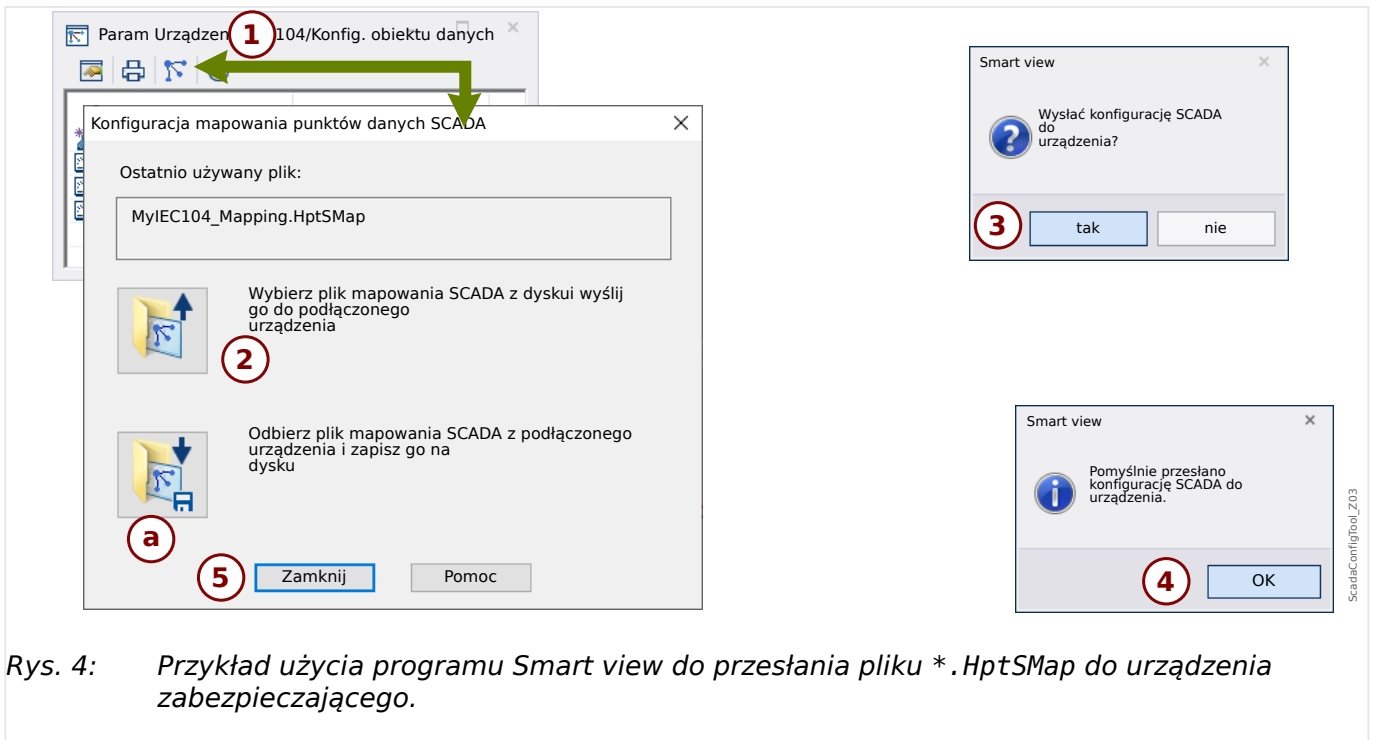 Param Urządzen 1 104/Konfig. obiektu danych
Konfiguracja mapowania punktów danych SCADA
Ostatnio używany plik:
MyIEC104_Mapping.HptSMap
Wybierz plik mapowania SCADA z dyskui wyślij
go do podłączonego
urządzenia
2
Odbierz plik mapowania SCADA z podłączonego
urządzenia i zapisz go na
dysku
a
5 Zamknij Pomoc
Smart view
Wysłać konfigurację SCADA
do
urządzenia?
3 tak nie
Smart view
Pomyślnie przesłano
konfigurację SCADA do
urządzenia.
4 OK
ScadaConfigTool_Z03
Rys. 4: Przykład użycia programu Smart view do przesłania pliku *.HptSMap do urządzenia
zabezpieczającego.